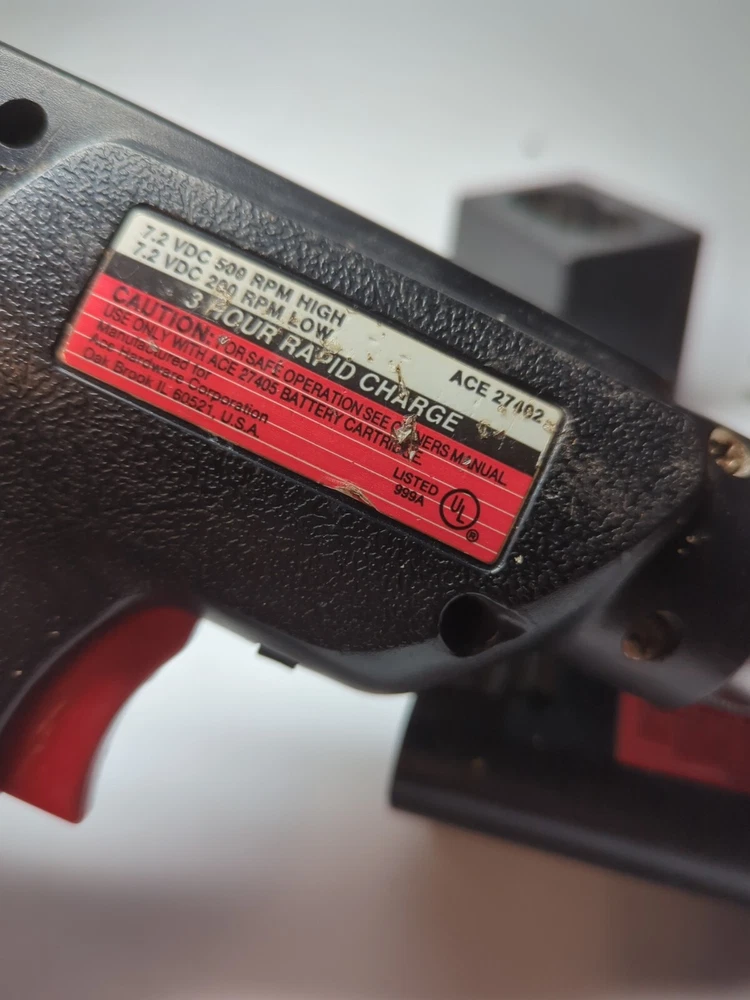 7.2 VDC 500 RPM HIGH
7.2 VDC 200 RPM LOW
ACE 27402
3 HOUR RAPID CHARGE
CAUTION: FOR SAFE OPERATION SEE OWNERS MANUAL
USE ONLY WITH ACE 27405 BATTERY CARTRIDGE
Manufactured for
Ace Hardware Corporation
Oak Brook IL 60521, U.S.A.
LISTED
999A
UL
®